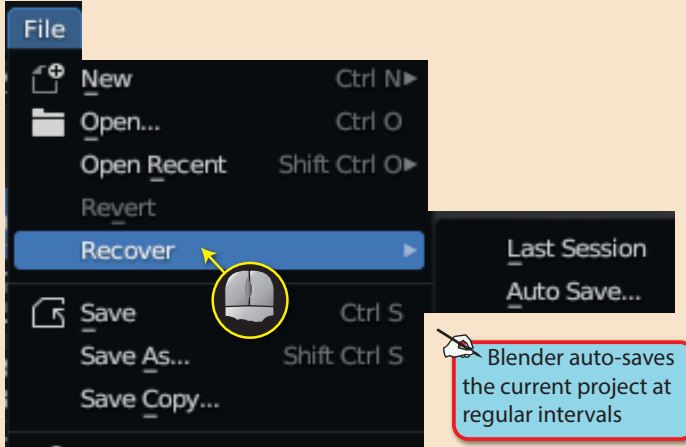 File
New Ctrl N
Open... Ctrl O
Open Recent Shift Ctrl O
Revert
Recover
Last Session
Auto Save...
Save Ctrl S
Save As... Shift Ctrl S
Save Copy...
Blender auto-saves
the current project at
regular intervals